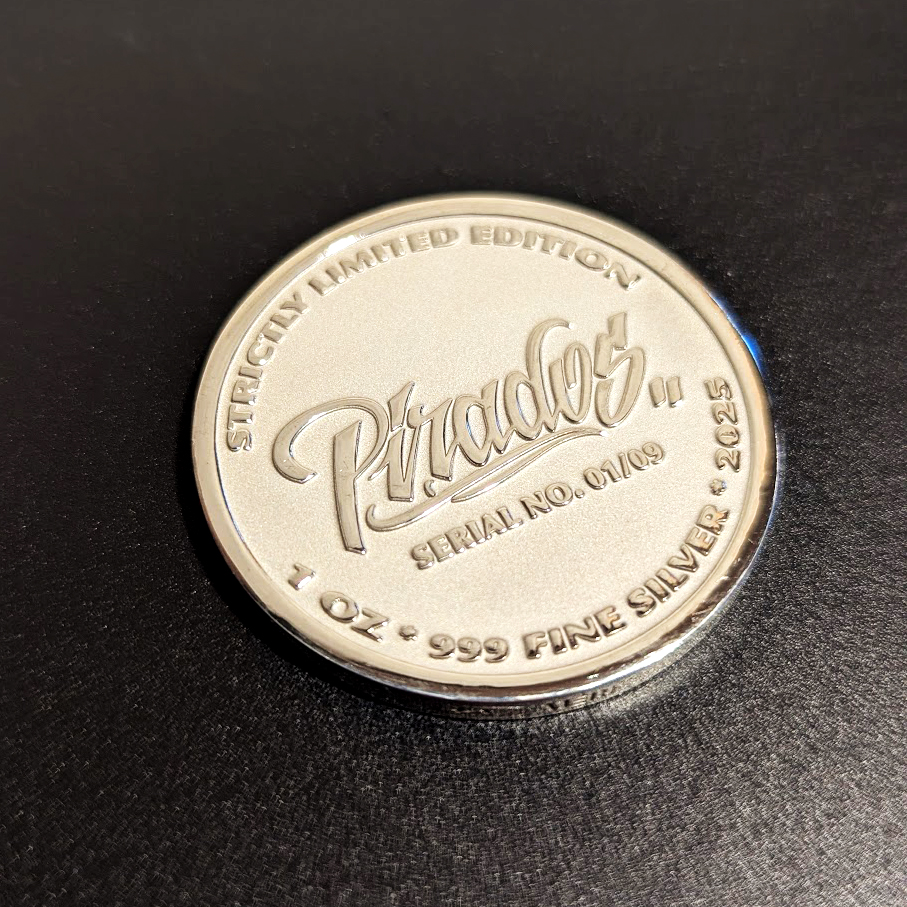 STRICTLY LIMITED EDITION
Pirados "
SERIAL NO. 01/09
1 OZ * 999 FINE SILVER * 2025